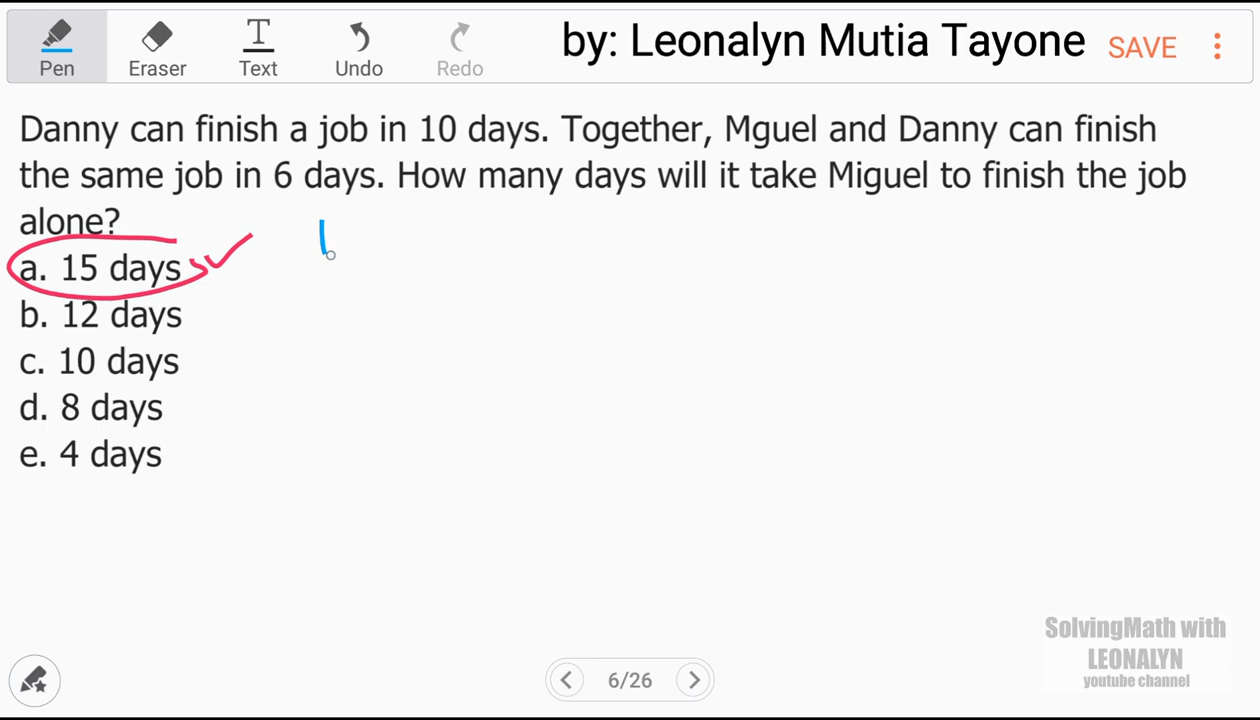 by: Leonalyn Mutia Tayone
SAVE
Pen
Eraser
Text
Undo
Redo
Danny can finish a job in 10 days. Together, Mguel and Danny can finish
the same job in 6 days. How many days will it take Miguel to finish the job
alone?
a. 15 days
b. 12 days
c. 10 days
d. 8 days
e. 4 days
6/26
SolvingMath with
LEONALYN
youtube channel